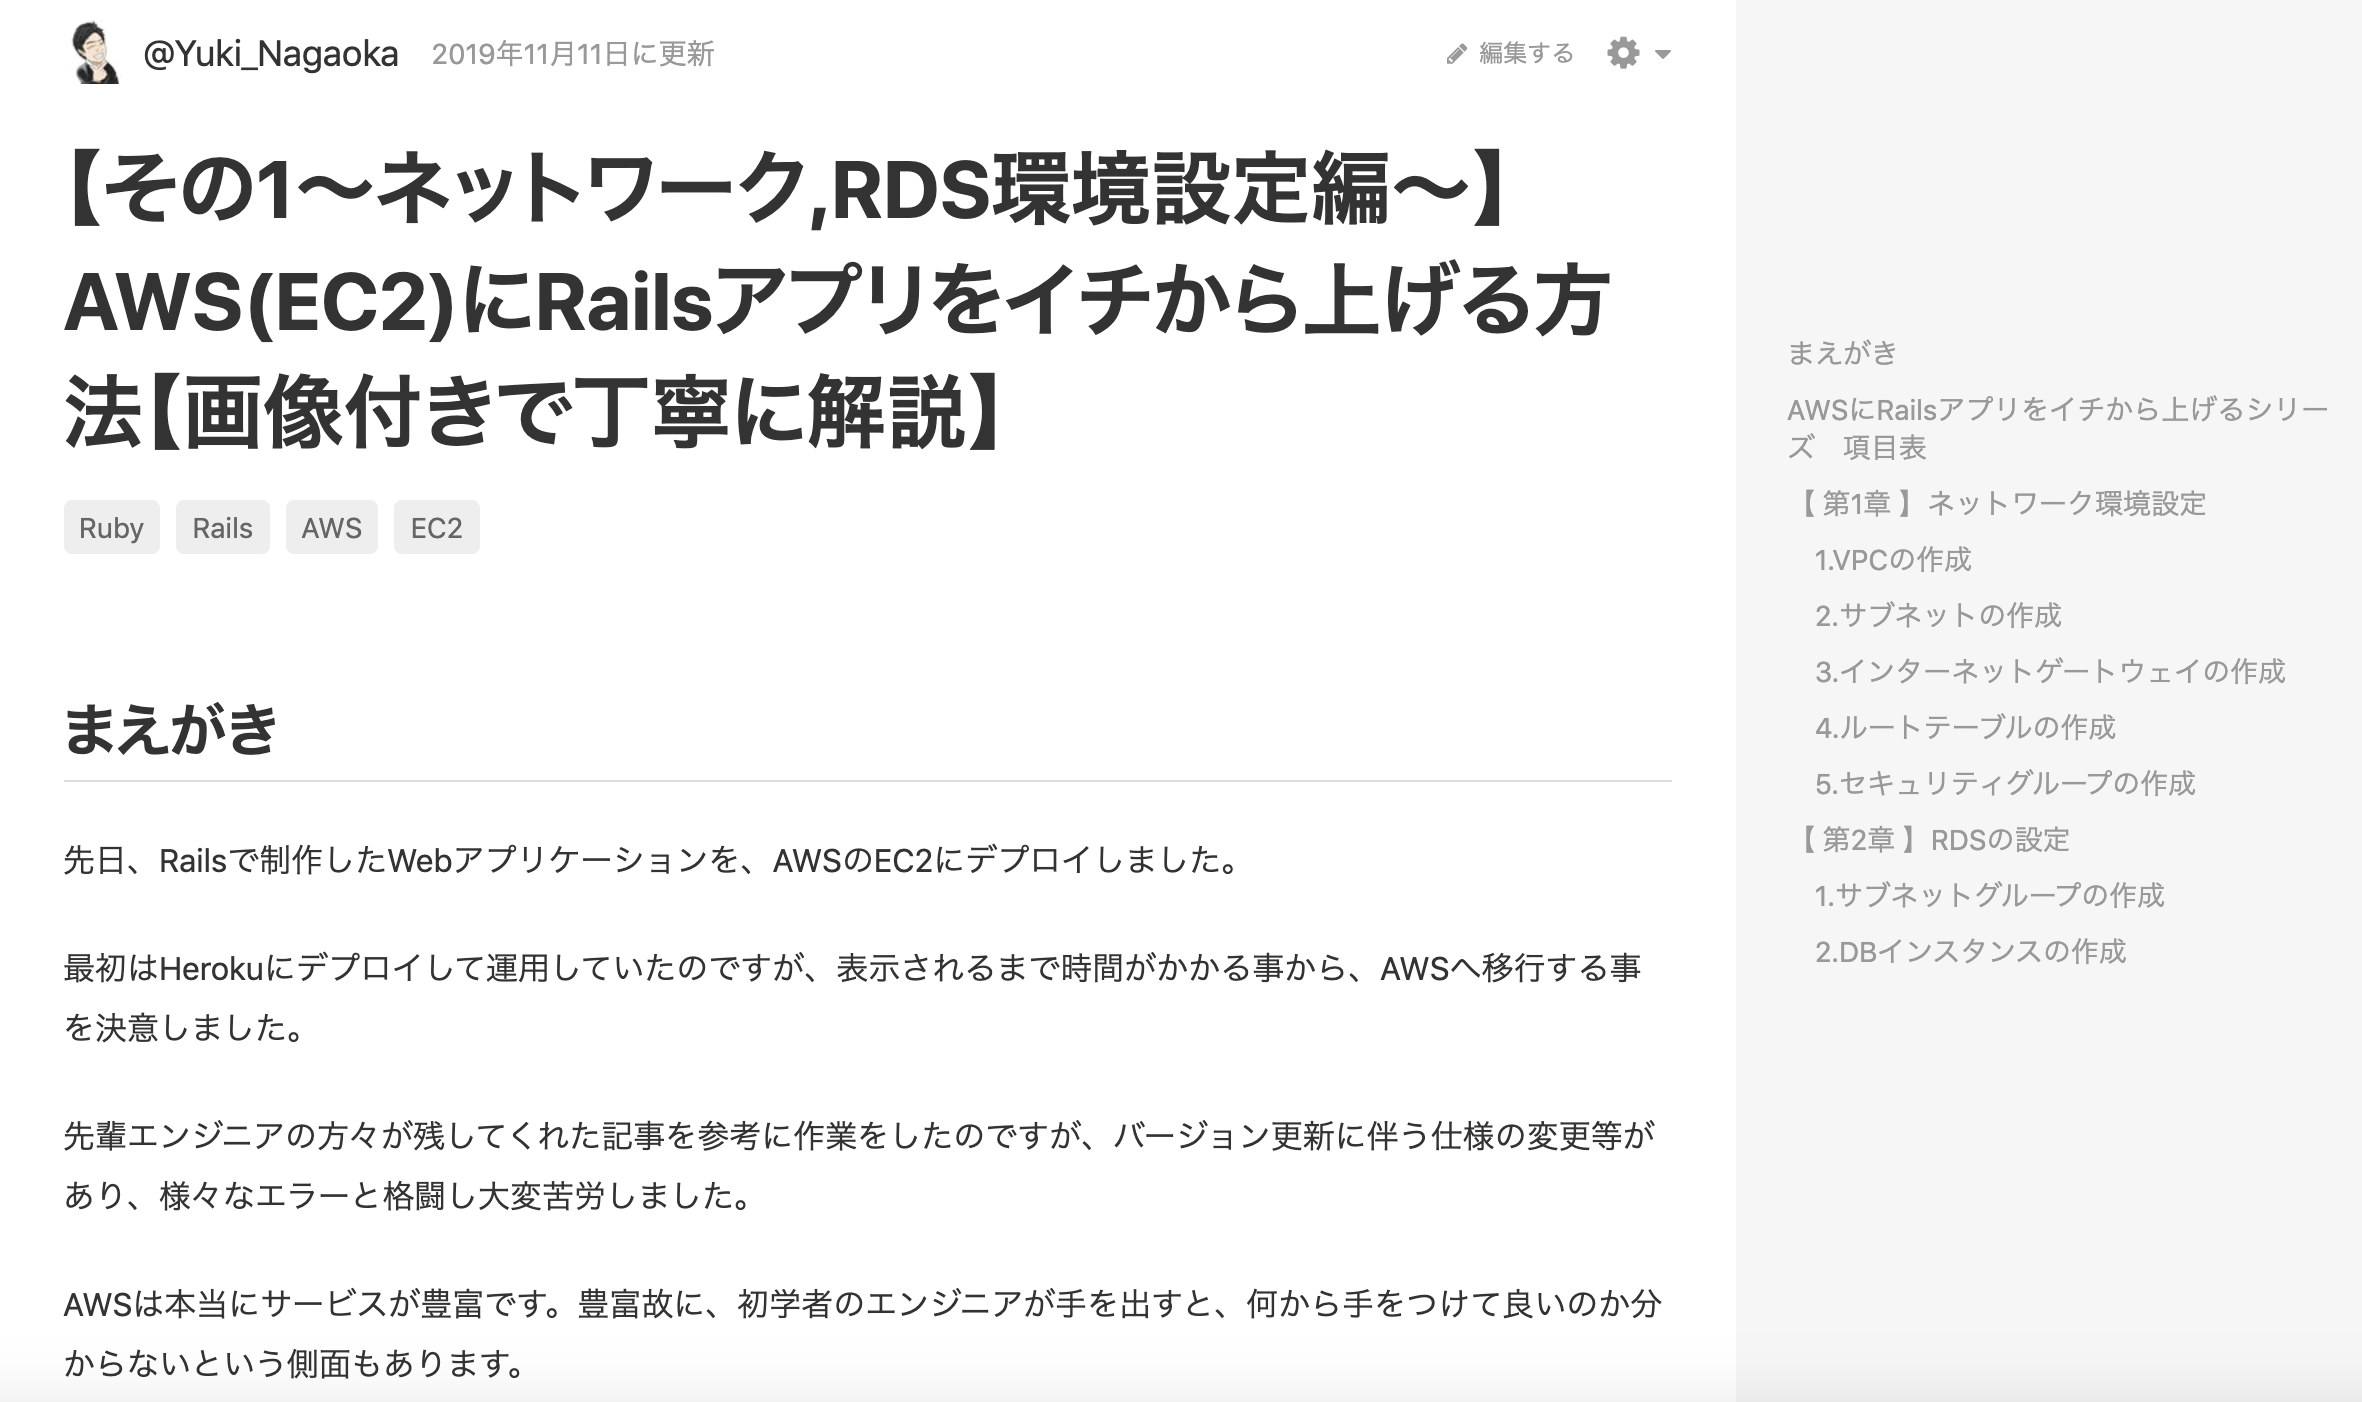 @Yuki_Nagaoka 2019年11月11日に更新 編集する
【その1〜ネットワーク,RDS環境設定編〜】
AWS(EC2)にRailsアプリをイチから上げる方
法【画像付きで丁寧に解説】
Ruby Rails AWS EC2
まえがき
先日、Railsで制作したWebアプリケーションを、AWSのEC2にデプロイしました。
最初はHerokuにデプロイして運用していたのですが、表示されるまで時間がかかる事から、AWSへ移行する事
を決意しました。
先輩エンジニアの方々が残してくれた記事を参考に作業をしたのですが、バージョン更新に伴う仕様の変更等が
あり、様々なエラーと格闘し大変苦労しました。
AWSは本当にサービスが豊富です。豊富故に、初学者のエンジニアが手を出すと、何から手をつけて良いのか分
からないという側面もあります。
まえがき
AWSにRailsアプリをイチから上げるシリー
ズ　項目表
【 第1章 】ネットワーク環境設定
1.VPCの作成
2.サブネットの作成
3.インターネットゲートウェイの作成
4.ルートテーブルの作成
5.セキュリティグループの作成
【 第2章 】RDSの設定
1.サブネットグループの作成
2.DBインスタンスの作成